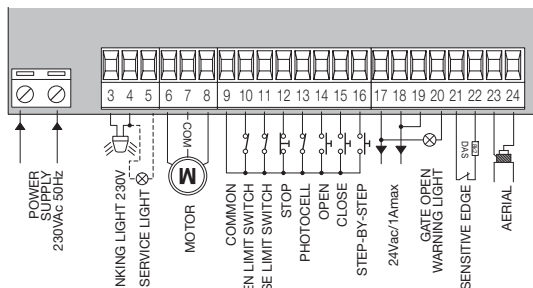 3 4 5 6 7 8 9 10 11 12 13 14 15 16 17 18 19 20 21 22 23 24
COM
M
DAS
8K2
POWER
SUPPLY
230VAc 50Hz
NKING LIGHT 230V
SERVICE LIGHT
MOTOR
COMMON
EN LIMIT SWITCH
SE LIMIT SWITCH
STOP
PHOTOCELL
OPEN
CLOSE
STEP-BY-STEP
24Vac/1Amax
GATE OPEN
WARNING LIGHT
SENSITIVE EDGE
AERIAL